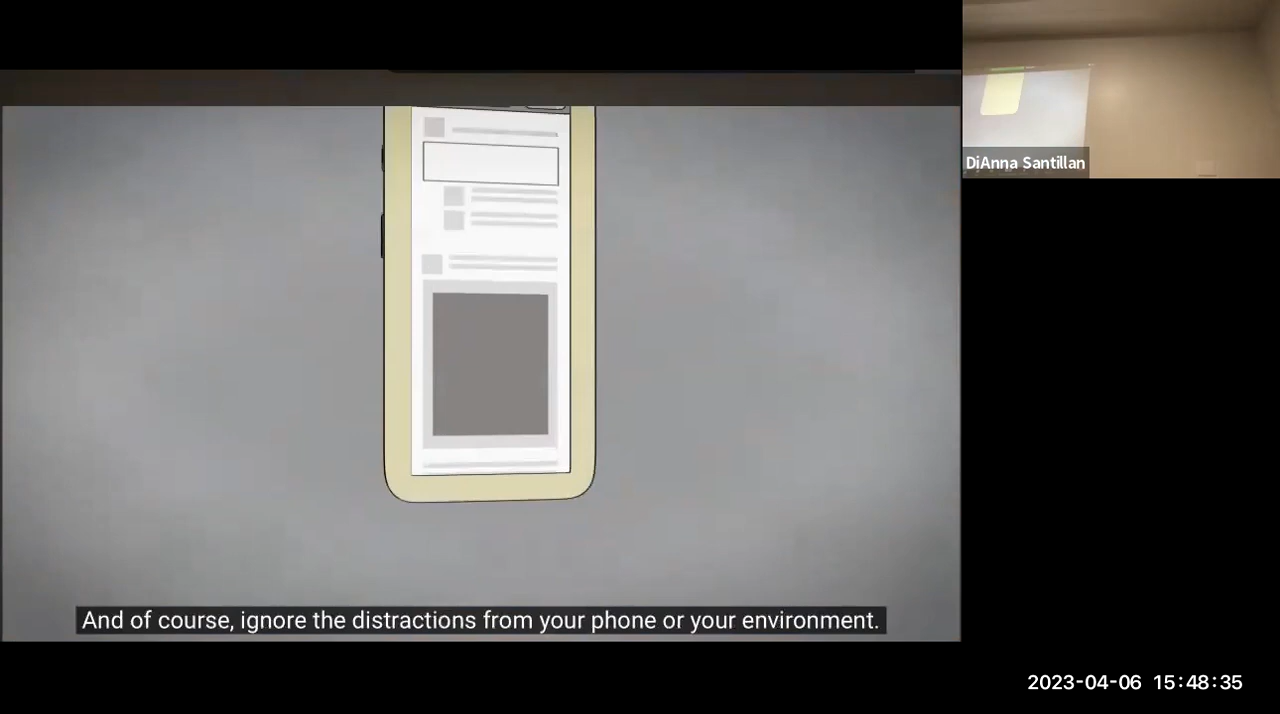 DiAnna Santillan
And of course, ignore the distractions from your phone or your environment.
2023-04-06 15:48:35